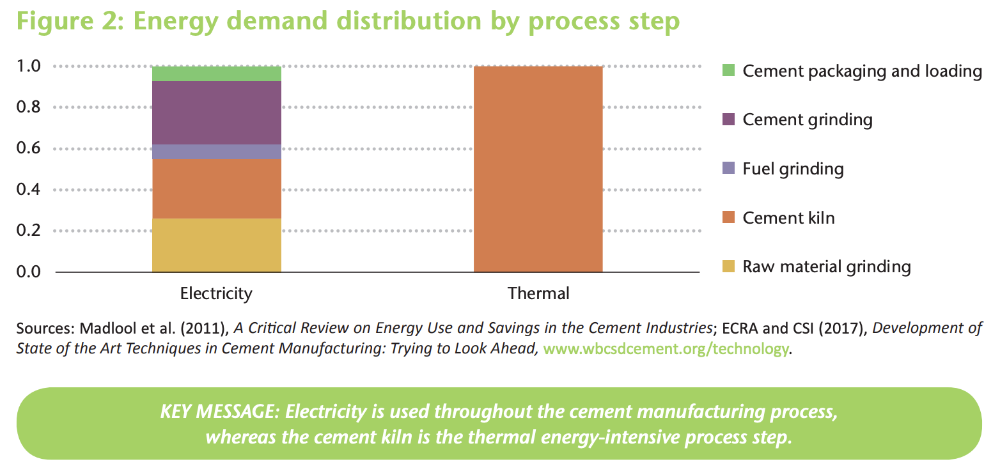 Figure 2: Energy demand distribution by process step
1.0
0.8
0.6
0.4
0.2
0.0
Electricity
Thermal
Cement packaging and loading
Cement grinding
Fuel grinding
Cement kiln
Raw material grinding
Sources: Madlool et al. (2011), A Critical Review on Energy Use and Savings in the Cement Industries; ECRA and CSI (2017), Development of
State of the Art Techniques in Cement Manufacturing: Trying to Look Ahead, www.wbcsdcement.org/technology.
KEY MESSAGE: Electricity is used throughout the cement manufacturing process,
whereas the cement kiln is the thermal energy-intensive process step.